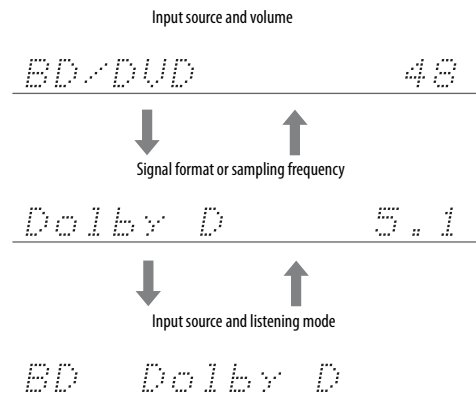 Input source and volume
BD/DVD 48
Signal format or sampling frequency
Dolby D 5.1
Input source and listening mode
BD Dolby D